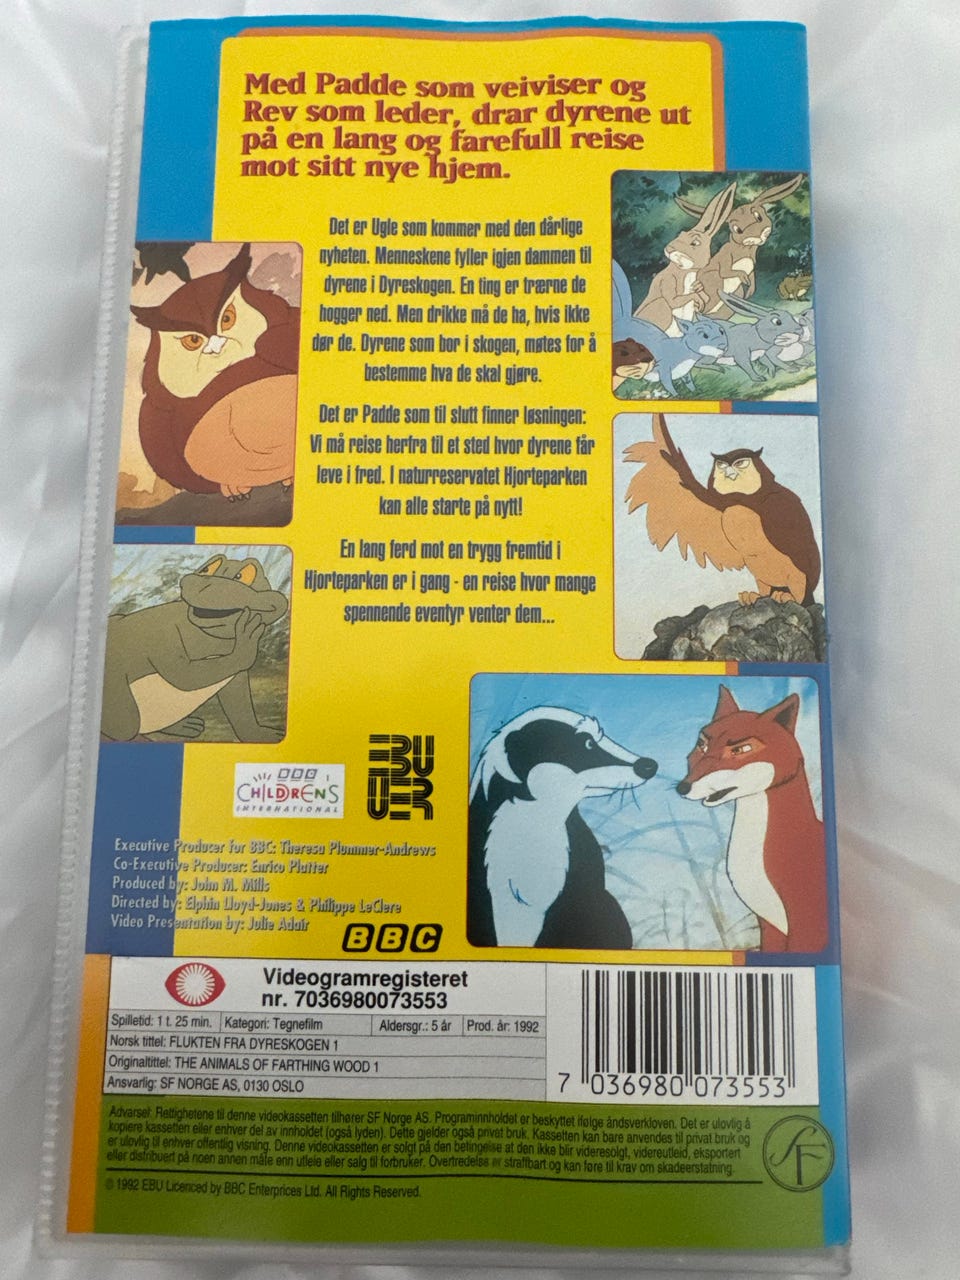 Med Padde som veiviser og
Rev som leder, drar dyrene ut
på en lang og farefull reise
mot sitt nye hjem.
Det er Ugle som kommer med den dårlige
nyheten. Menneskene fyller igjen dammen til
dyrene i Dyreskogen. En ting er trærne de
hogger ned. Men drikke må de ha, hvis ikke
dør de. Dyrene som bor i skogen, møtes for å
bestemme hva de skal gjøre.
Det er Padde som til slutt finner løsningen:
Vi må reise herfra til et sted hvor dyrene får
leve i fred. I naturreservatet Hjorteparken
kan alle starte på nytt!
En lang ferd mot en trygg fremtid i
Hjorteparken er i gang - en reise hvor mange
spennende eventyr venter dem...
BBC
CHILDREN'S
INTERNATIONAL
EBU
UER
Executive Producer for BBC: Theresa Plummer-Andrews
Co-Executive Producer: Enrico Platter
Produced by: John M. Mills
Directed by: Elphin Lloyd-Jones & Philippe LeClere
Video Presentation by: Julie Adair
BBC
Videogramregisteret
nr. 7036980073553
Spilletid: 1 t. 25 min. Kategori: Tegnefilm Aldersgr.: 5 år Prod. år: 1992
Norsk tittel: FLUKTEN FRA DYRESKOGEN 1
Originaltittel: THE ANIMALS OF FARTHING WOOD 1
Ansvarlig: SF NORGE AS, 0130 OSLO
7 036980 073553
Advarsel: Rettighetene til denne videokassetten tilhører SF Norge AS. Programinnholdet er beskyttet ifølge åndsverkloven. Det er ulovlig å
kopiere kassetten eller enhver del av innholdet (også lyden). Dette gjelder også privat bruk. Kassetten kan bare anvendes til privat bruk og
er ulovlig til enhver offentlig visning. Denne videokassetten er solgt på den betingelse at den ikke blir videresolgt, videreutleid, eksportert
eller distribuert på noen annen måte enn utleie eller salg til forbruker. Overtredelse er straffbart og kan føre til krav om skadeerstatning.
SF
© 1992 EBU Licenced by BBC Enterprices Ltd. All Rights Reserved.